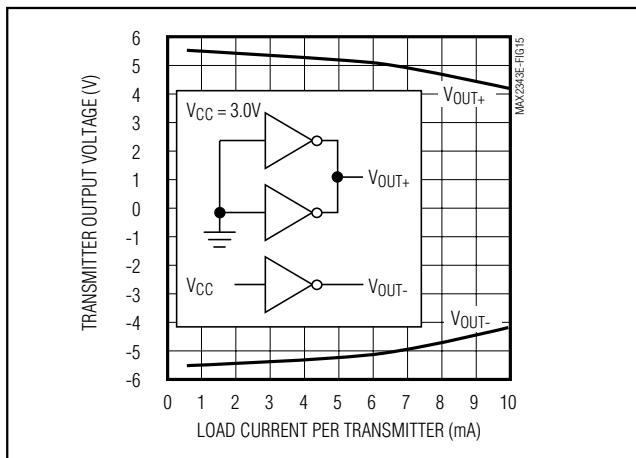 6
5
4
3
2
1
0
-1
-2
-3
-4
-5
-6
TRANSMITTER OUTPUT VOLTAGE (V)
VCC = 3.0V
VOUT+
VOUT+
VCC
VOUT-
VOUT-
MAX2343E-FIG15
0 1 2 3 4 5 6 7 8 9 10
LOAD CURRENT PER TRANSMITTER (mA)